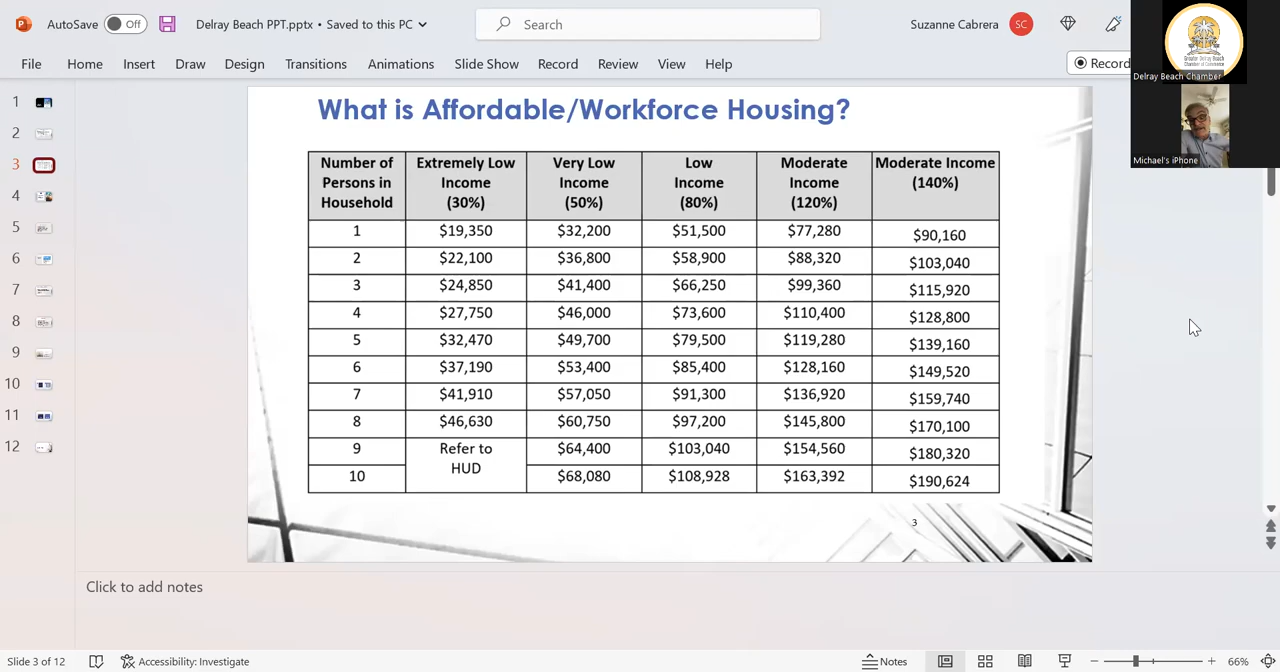 AutoSave Off Delray Beach PPT.pptx • Saved to this PC Search Suzanne Cabrera SC
File Home Insert Draw Design Transitions Animations Slide Show Record Review View Help Record
Greater Delray Beach
Chamber of Commerce
Delray Beach Chamber
Michael's iPhone
1
2
3
4
5
6
7
8
9
10
11
12
What is Affordable/Workforce Housing?
Number of Persons in Household Extremely Low Income (30%) Very Low Income (50%) Low Income (80%) Moderate Income (120%) Moderate Income (140%)
1 $19,350 $32,200 $51,500 $77,280 $90,160
2 $22,100 $36,800 $58,900 $88,320 $103,040
3 $24,850 $41,400 $66,250 $99,360 $115,920
4 $27,750 $46,000 $73,600 $110,400 $128,800
5 $32,470 $49,700 $79,500 $119,280 $139,160
6 $37,190 $53,400 $85,400 $128,160 $149,520
7 $41,910 $57,050 $91,300 $136,920 $159,740
8 $46,630 $60,750 $97,200 $145,800 $170,100
9 Refer to HUD $64,400 $103,040 $154,560 $180,320
10 $68,080 $108,928 $163,392 $190,624
3
Click to add notes
Slide 3 of 12 Accessibility: Investigate Notes 66%